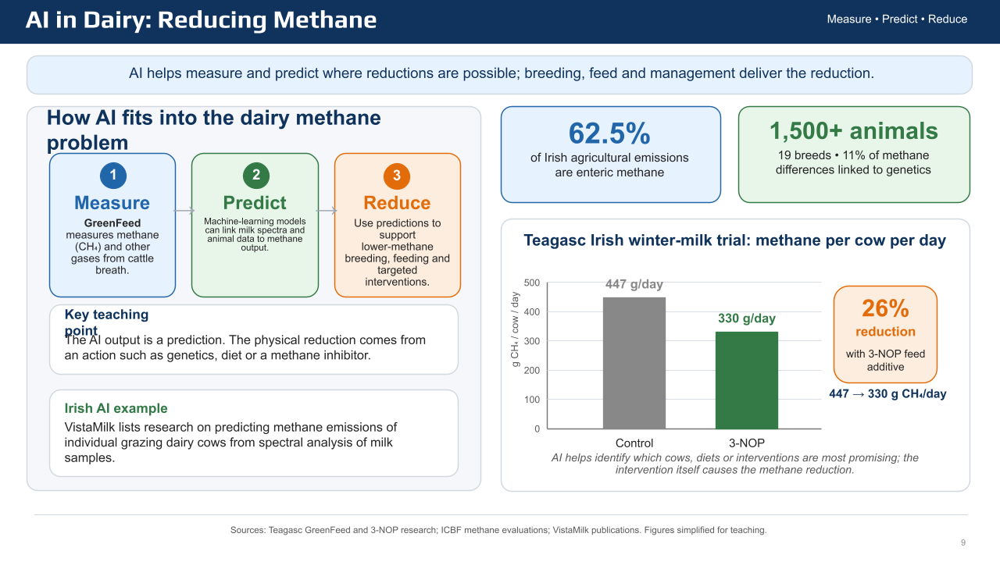 AI in Dairy: Reducing Methane
Measure • Predict • Reduce
AI helps measure and predict where reductions are possible; breeding, feed and management deliver the reduction.
How AI fits into the dairy methane
problem
1
Measure
GreenFeed
measures methane
(CH₄) and other
gases from cattle
breath.
2
Predict
Machine-learning models
can link milk spectra and
animal data to methane
output.
3
Reduce
Use predictions to
support
lower-methane
breeding, feeding and
targeted
interventions.
Key teaching
point
The AI output is a prediction. The physical reduction comes from
an action such as genetics, diet or a methane inhibitor.
Irish AI example
VistaMilk lists research on predicting methane emissions of
individual grazing dairy cows from spectral analysis of milk
samples.
62.5%
of Irish agricultural emissions
are enteric methane
1,500+ animals
19 breeds • 11% of methane
differences linked to genetics
Teagasc Irish winter-milk trial: methane per cow per day
g CH₄ / cow / day
500
400
300
200
100
0
447 g/day
330 g/day
Control
3-NOP
26%
reduction
with 3-NOP feed
additive
447 → 330 g CH₄/day
AI helps identify which cows, diets or interventions are most promising; the
intervention itself causes the methane reduction.
Sources: Teagasc GreenFeed and 3-NOP research; ICBF methane evaluations; VistaMilk publications. Figures simplified for teaching.
9